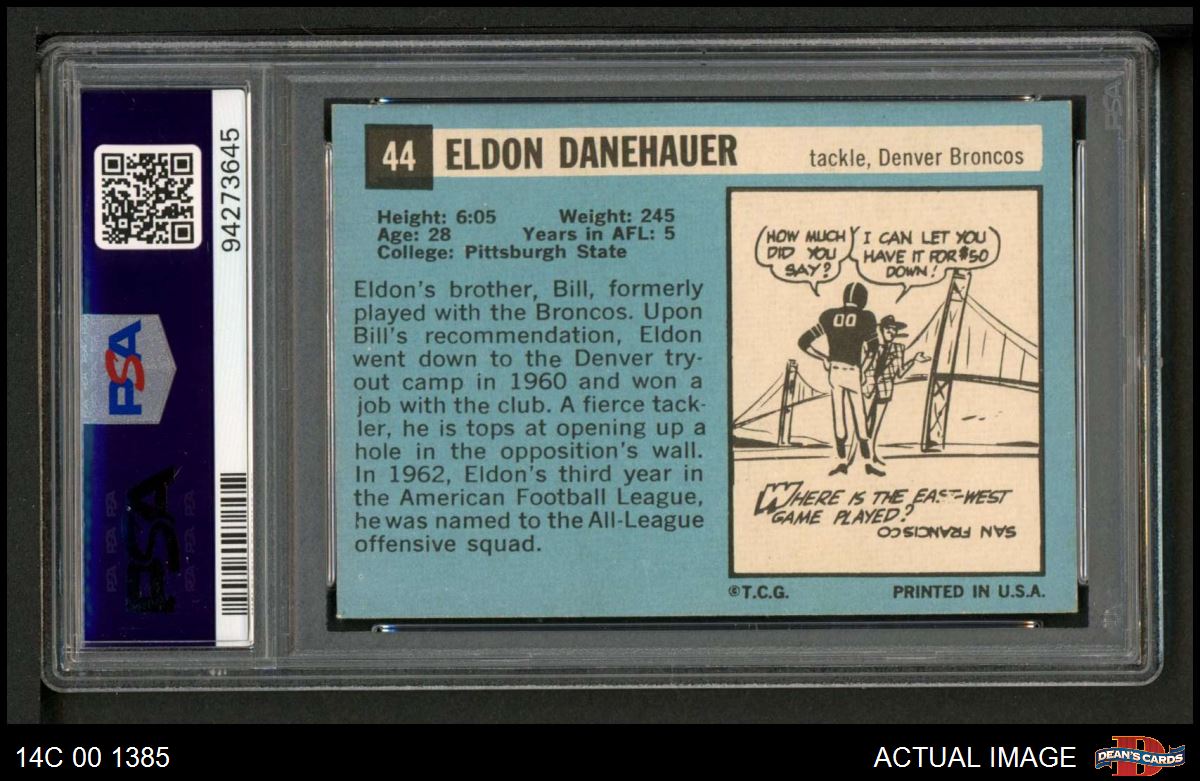 94273645
PSA
PSA
44 ELDON DANEHAUER
tackle, Denver Broncos
Height: 6:05 Weight: 245
Age: 28 Years in AFL: 5
College: Pittsburgh State
Eldon's brother, Bill, formerly
played with the Broncos. Upon
Bill's recommendation, Eldon
went down to the Denver try-
out camp in 1960 and won a
job with the club. A fierce tack-
ler, he is tops at opening up a
hole in the opposition's wall.
In 1962, Eldon's third year in
the American Football League,
he was named to the All-League
offensive squad.
HOW MUCH
DID YOU
SAY?
I CAN LET YOU
HAVE IT FOR $50
DOWN!
00
WHERE IS THE EAST-WEST
GAME PLAYED?
SAN FRANCISCO
©T.C.G. PRINTED IN U.S.A.
14C 00 1385
ACTUAL IMAGE
D
DEAN'S CARDS